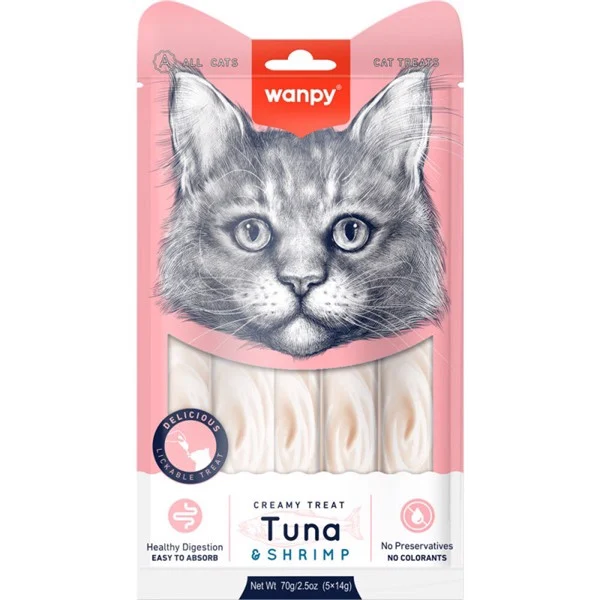 ALL CATS
CAT TREATS
wanpy
DELICIOUS
LICKABLE TREAT
CREAMY TREAT
Tuna
& SHRIMP
Healthy Digestion
EASY TO ABSORB
No Preservatives
NO COLORANTS
Net Wt 70g/2.5oz (5×14g)